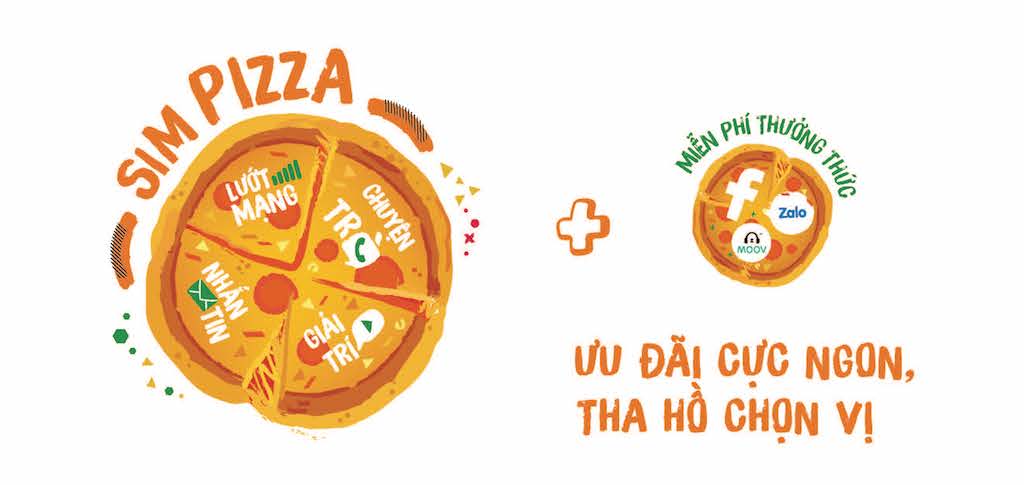 SIM PIZZA
LƯỚT
MẠNG
CHUYỆN
TRÒ
NHẮN
TIN
GIẢI
TRÍ
MIỄN PHÍ THƯỞNG THỨC
f
Zalo
MOOV
ƯU ĐÃI CỰC NGON,
THA HỒ CHỌN VỊ